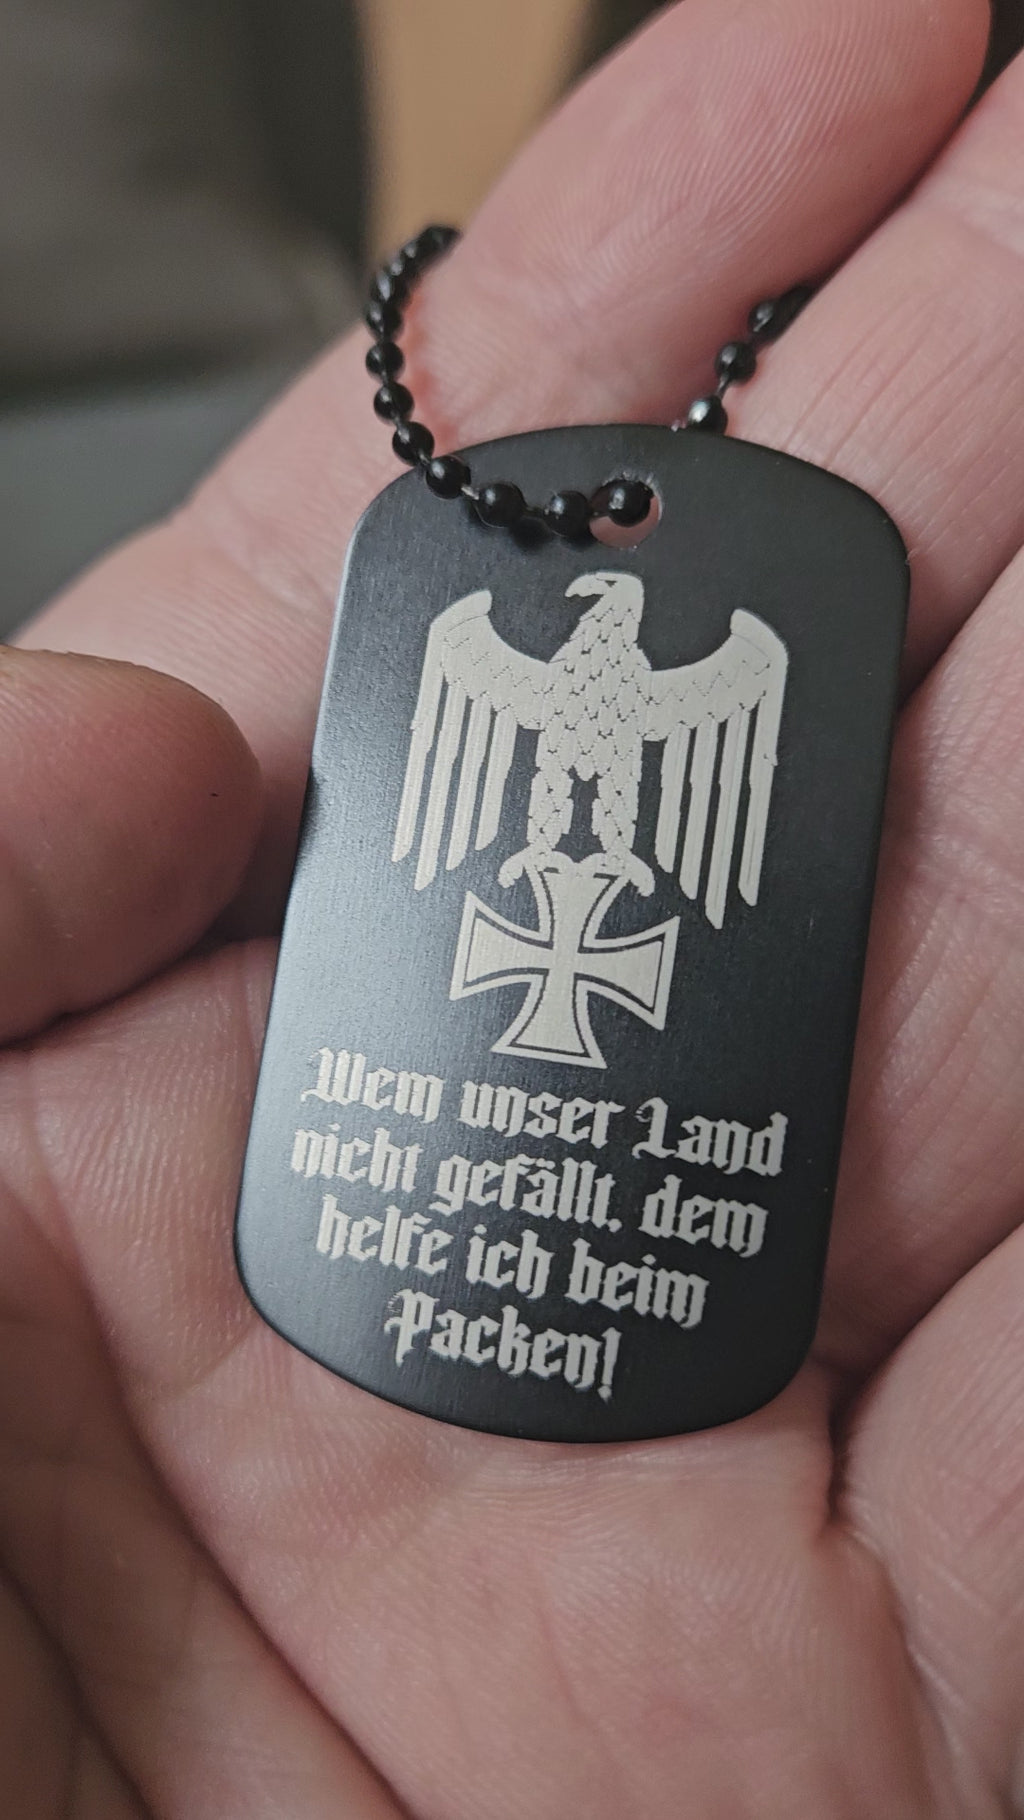 Wem unser Land
nicht gefällt, dem
helfe ich beim
Packen!